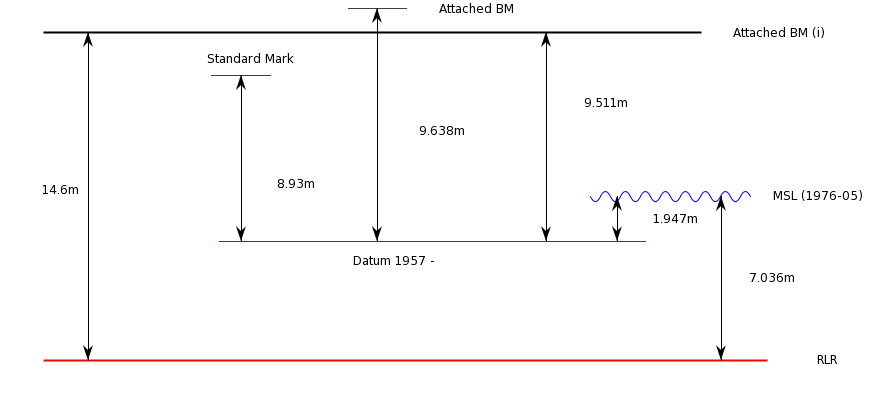 Attached BM
Attached BM (i)
Standard Mark
9.511m
9.638m
8.93m
14.6m
MSL (1976-05)
1.947m
Datum 1957 -
7.036m
RLR